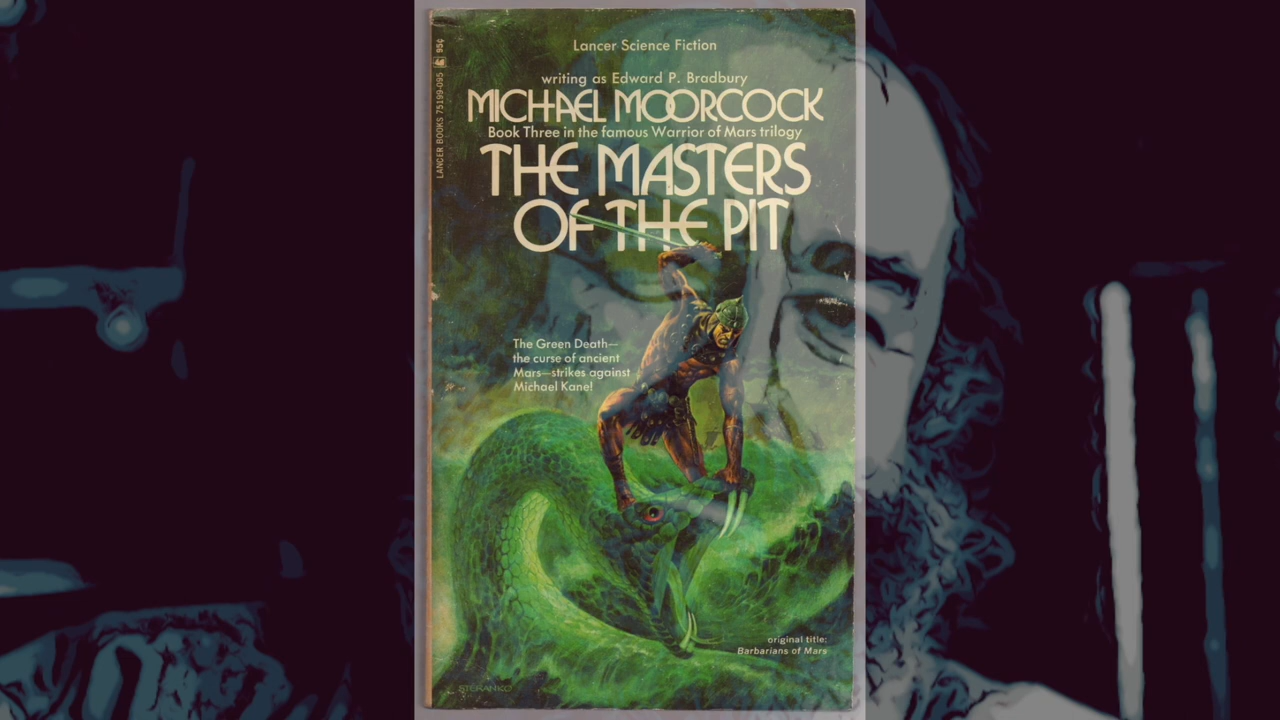 Lancer Science Fiction
writing as Edward P. Bradbury
MICHAEL MOORCOCK
Book Three in the famous Warrior of Mars trilogy
THE MASTERS
OF THE PIT
The Green Death—
the curse of ancient
Mars—strikes against
Michael Kane!
original title:
Barbarians of Mars
STERANKO
LANCER BOOKS 75199-095
95¢